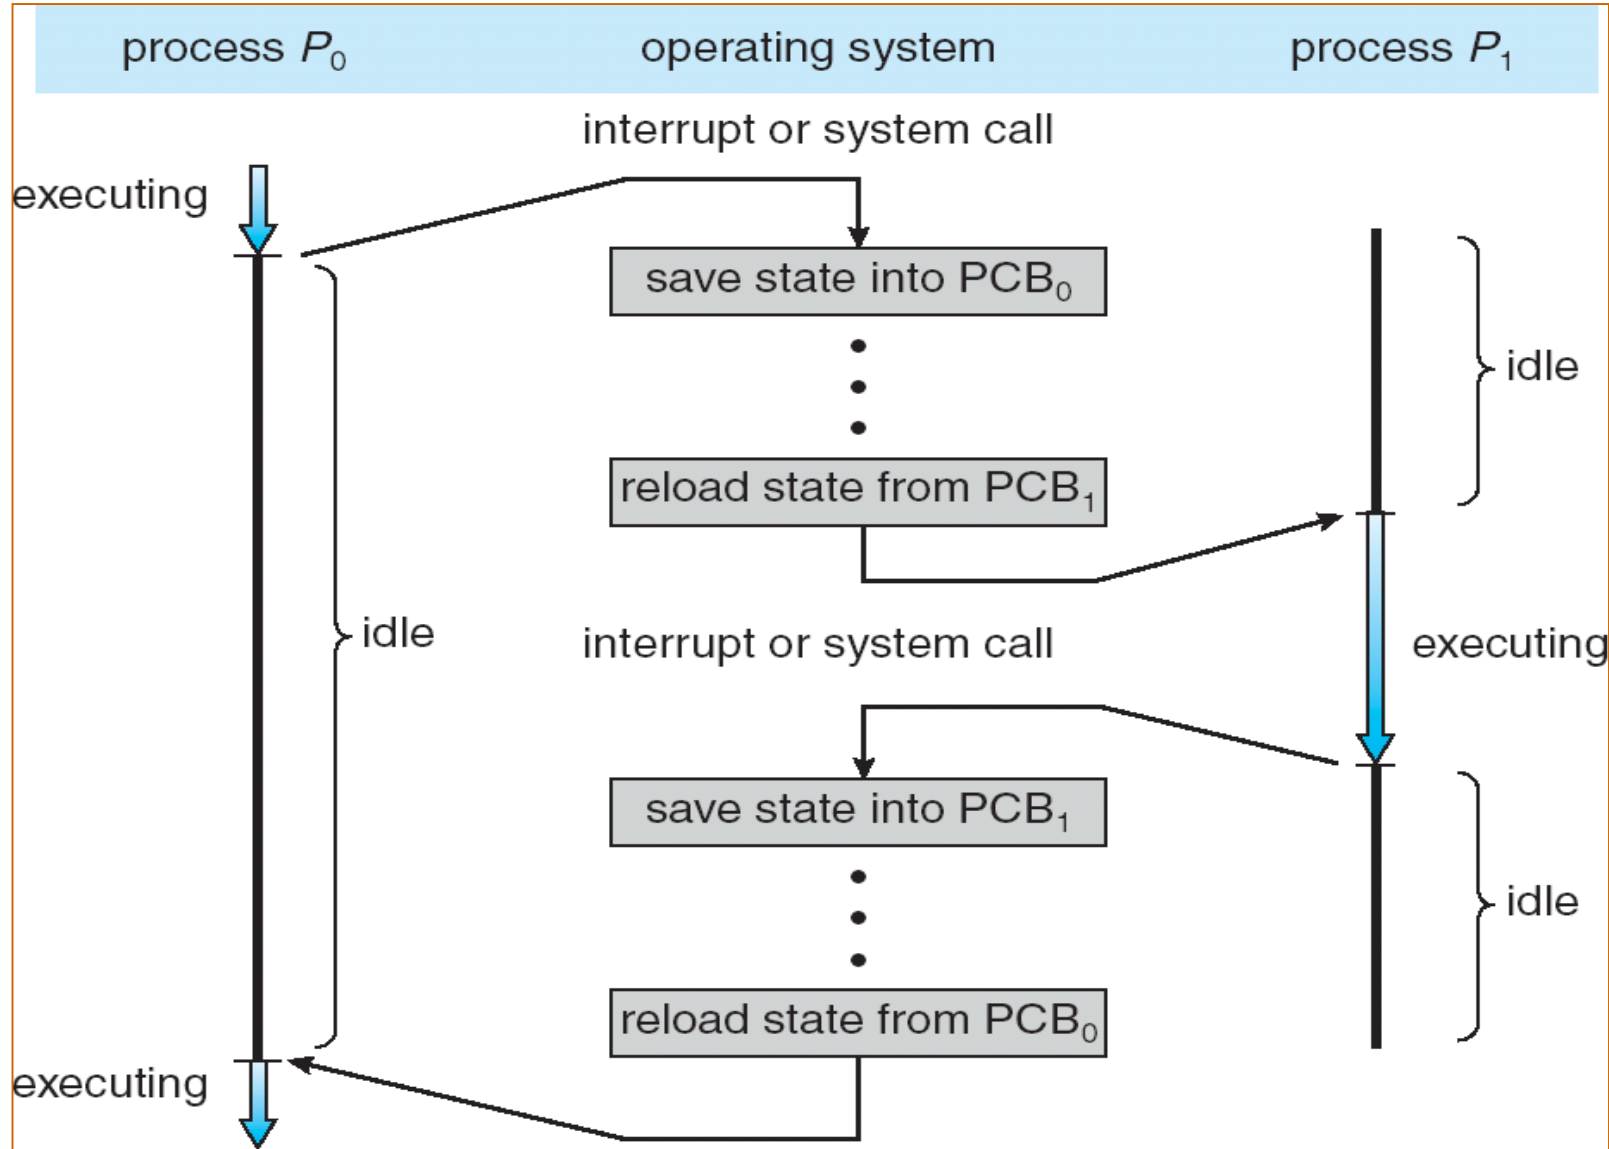 process P₀ operating system process P₁
interrupt or system call
executing
save state into PCB₀
idle
reload state from PCB₁
idle
interrupt or system call
executing
save state into PCB₁
idle
reload state from PCB₀
executing